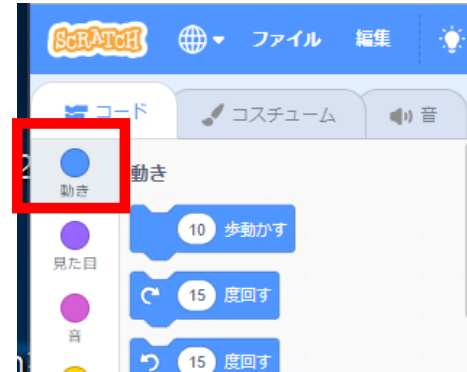 SCRATCH ファイル 編集
コード コスチューム 音
動き 動き
10 歩動かす
見た目
15 度回す
音
15 度回す